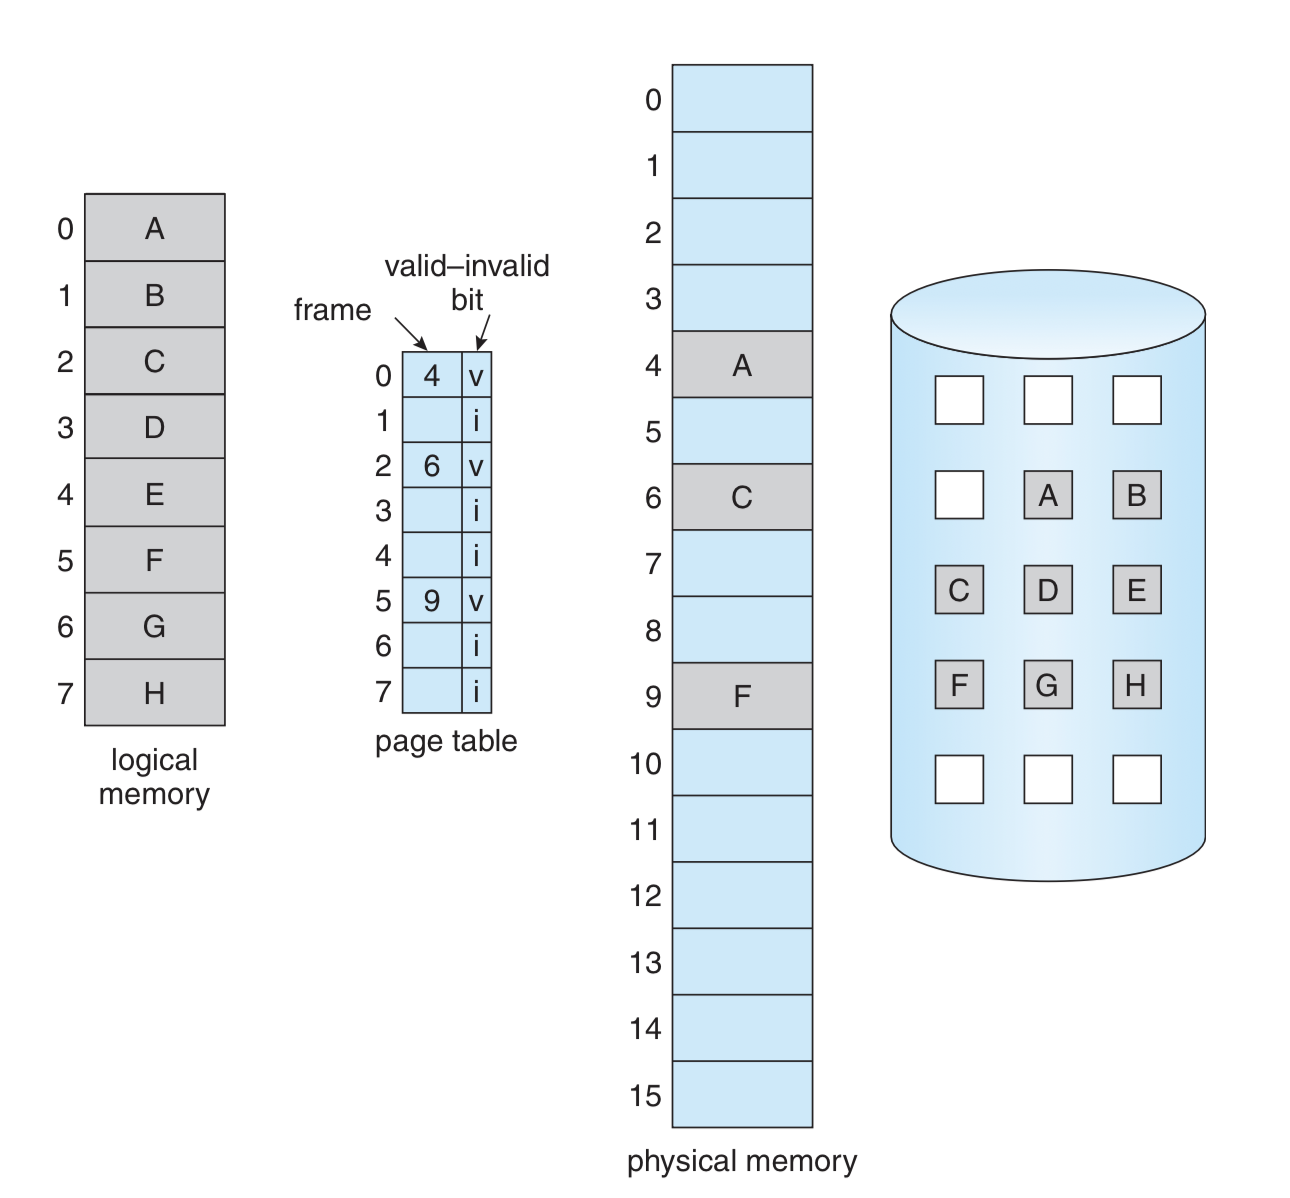 0 A
1 B
2 C
3 D
4 E
5 F
6 G
7 H
logical
memory
valid–invalid
bit
frame
0 4 v
1 i
2 6 v
3 i
4 i
5 9 v
6 i
7 i
page table
0
1
2
3
4 A
5
6 C
7
8
9 F
10
11
12
13
14
15
physical memory
A B
C D E
F G H